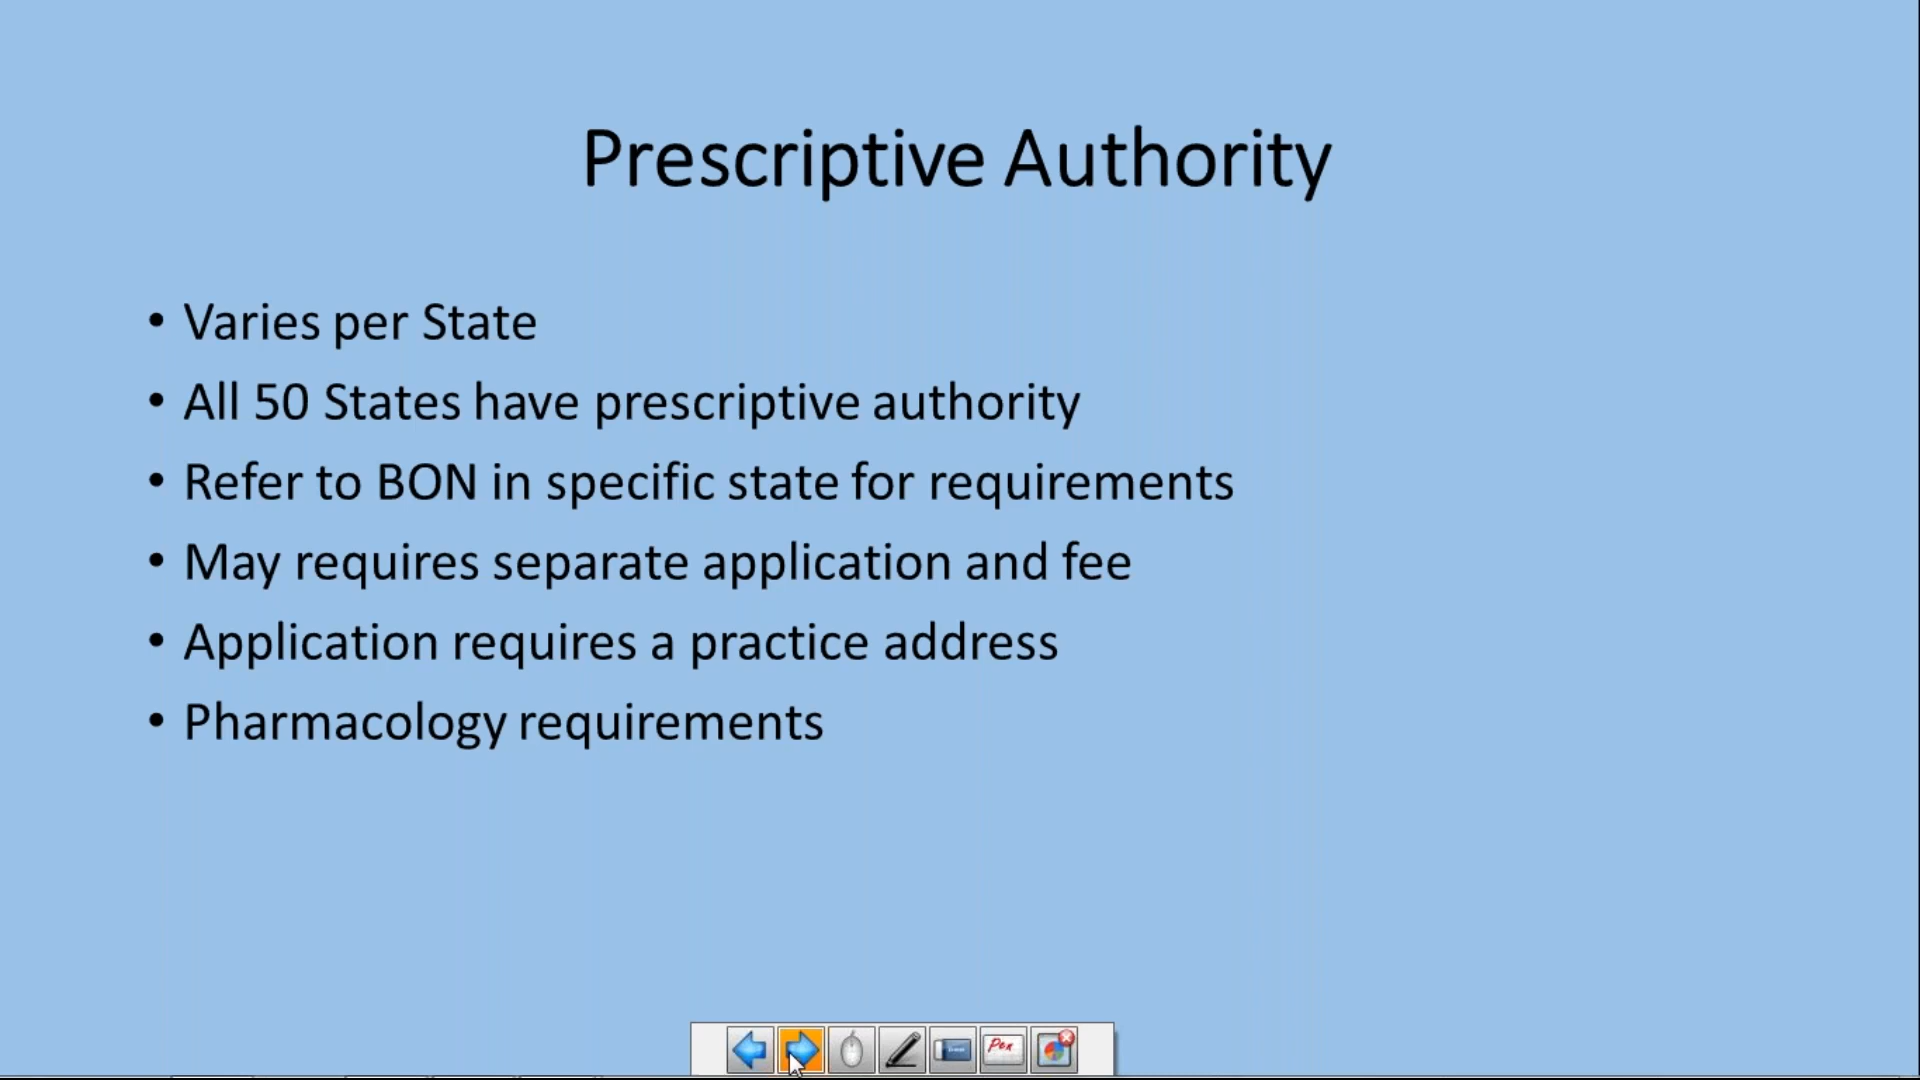 Prescriptive Authority
• Varies per State
• All 50 States have prescriptive authority
• Refer to BON in specific state for requirements
• May requires separate application and fee
• Application requires a practice address
• Pharmacology requirements
Pen